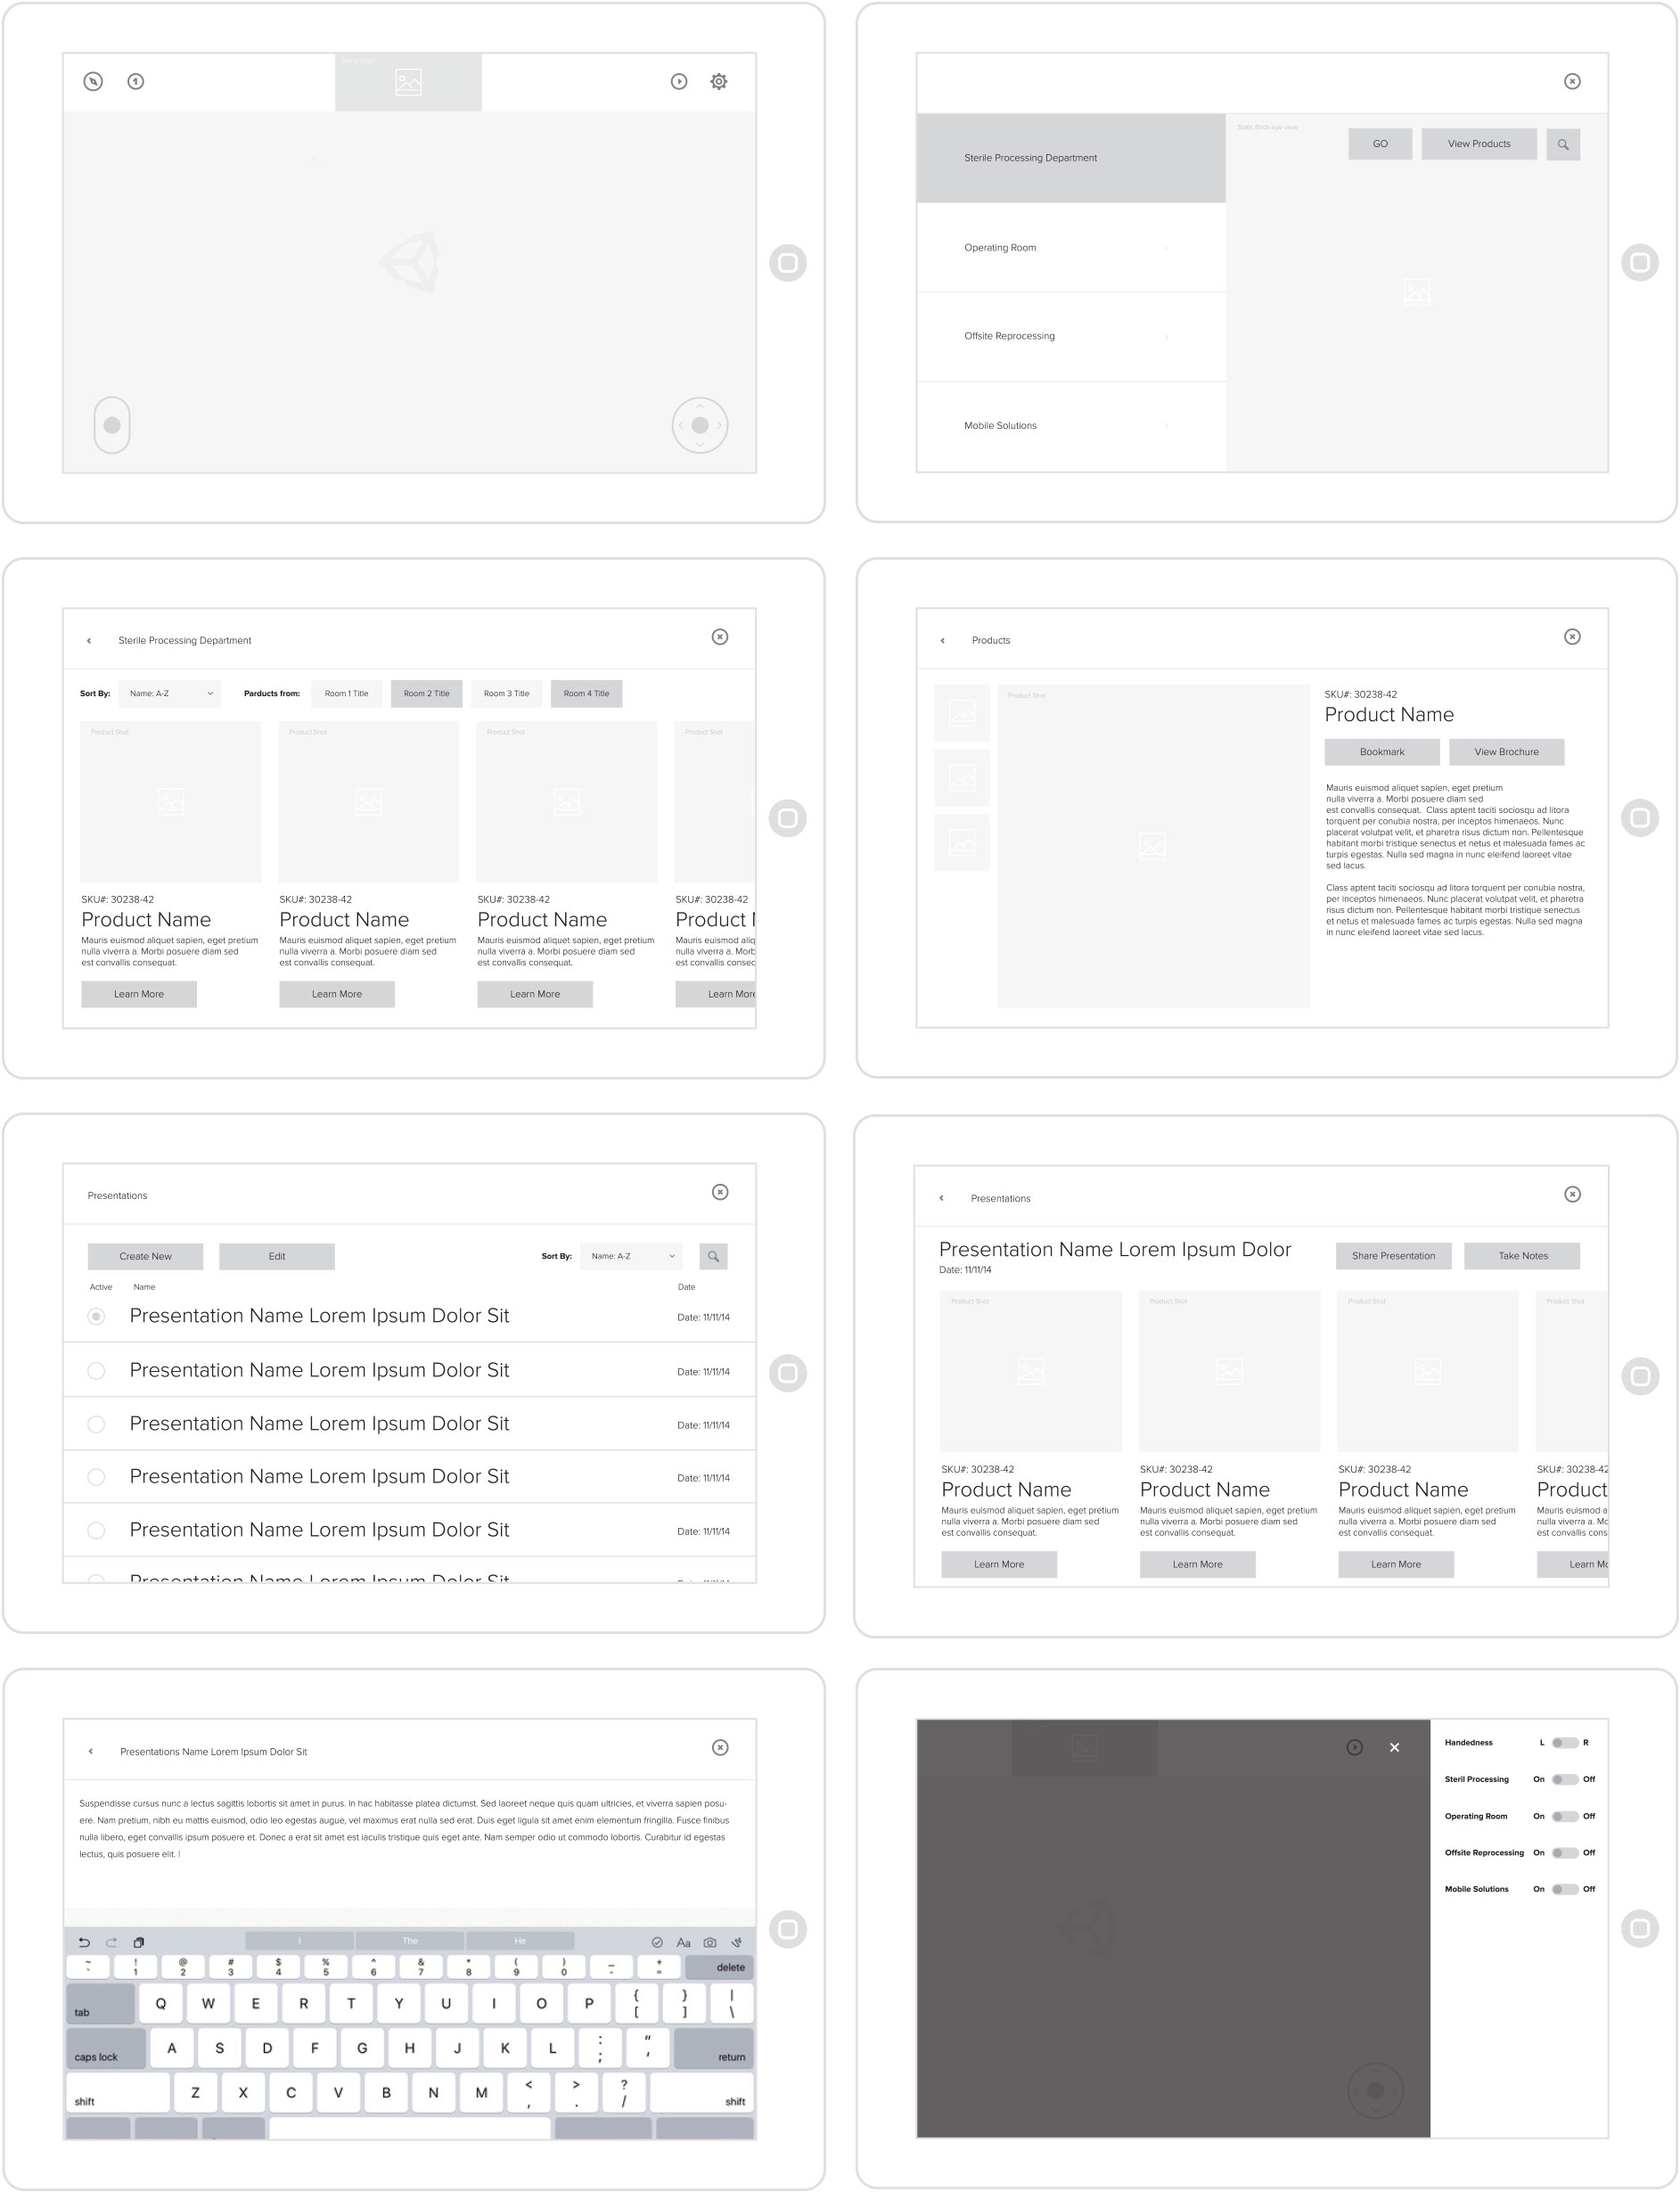 Sterile Processing Department
Operating Room
Offsite Reprocessing
Mobile Solutions
Static Birds-eye view
GO
View Products
Sterile Processing Department
Sort By:
Name: A-Z
Parducts from:
Room 1 Title
Room 2 Title
Room 3 Title
Room 4 Title
Product Shot
Product Shot
Product Shot
Product Shot
SKU#: 30238-42
Product Name
Mauris euismod aliquet sapien, eget pretium
nulla viverra a. Morbi posuere diam sed
est convallis consequat.
Learn More
SKU#: 30238-42
Product Name
Mauris euismod aliquet sapien, eget pretium
nulla viverra a. Morbi posuere diam sed
est convallis consequat.
Learn More
SKU#: 30238-42
Product Name
Mauris euismod aliquet sapien, eget pretium
nulla viverra a. Morbi posuere diam sed
est convallis consequat.
Learn More
SKU#: 30238-42
Product N
Mauris euismod aliq
nulla viverra a. Morb
est convallis consec
Learn More
Products
Product Shot
SKU#: 30238-42
Product Name
Bookmark
View Brochure
Mauris euismod aliquet sapien, eget pretium
nulla viverra a. Morbi posuere diam sed
est convallis consequat. Class aptent taciti sociosqu ad litora
torquent per conubia nostra, per inceptos himenaeos. Nunc
placerat volutpat velit, et pharetra risus dictum non. Pellentesque
habitant morbi tristique senectus et netus et malesuada fames ac
turpis egestas. Nulla sed magna in nunc eleifend laoreet vitae
sed lacus.
Class aptent taciti sociosqu ad litora torquent per conubia nostra,
per inceptos himenaeos. Nunc placerat volutpat velit, et pharetra
risus dictum non. Pellentesque habitant morbi tristique senectus
et netus et malesuada fames ac turpis egestas. Nulla sed magna
in nunc eleifend laoreet vitae sed lacus.
Presentations
Create New
Edit
Sort By:
Name: A-Z
Active
Name
Date
Presentation Name Lorem Ipsum Dolor Sit
Date: 11/11/14
Presentation Name Lorem Ipsum Dolor Sit
Date: 11/11/14
Presentation Name Lorem Ipsum Dolor Sit
Date: 11/11/14
Presentation Name Lorem Ipsum Dolor Sit
Date: 11/11/14
Presentation Name Lorem Ipsum Dolor Sit
Date: 11/11/14
Presentation Name Lorem Ipsum Dolor Sit
Presentations
Presentation Name Lorem Ipsum Dolor
Date: 11/11/14
Share Presentation
Take Notes
Product Shot
Product Shot
Product Shot
Product Shot
SKU#: 30238-42
Product Name
Mauris euismod aliquet sapien, eget pretium
nulla viverra a. Morbi posuere diam sed
est convallis consequat.
Learn More
SKU#: 30238-42
Product Name
Mauris euismod aliquet sapien, eget pretium
nulla viverra a. Morbi posuere diam sed
est convallis consequat.
Learn More
SKU#: 30238-42
Product Name
Mauris euismod aliquet sapien, eget pretium
nulla viverra a. Morbi posuere diam sed
est convallis consequat.
Learn More
SKU#: 30238-42
Product
Mauris euismod a
nulla viverra a. Mo
est convallis cons
Learn Mo
Presentations Name Lorem Ipsum Dolor Sit
Suspendisse cursus nunc a lectus sagittis lobortis sit amet in purus. In hac habitasse platea dictumst. Sed laoreet neque quis quam ultricies, et viverra sapien posu-
ere. Nam pretium, nibh eu mattis euismod, odio leo egestas augue, vel maximus erat nulla sed erat. Duis eget ligula sit amet enim elementum fringilla. Fusce finibus
nulla libero, eget convallis ipsum posuere et. Donec a erat sit amet est iaculis tristique quis eget ante. Nam semper odio ut commodo lobortis. Curabitur id egestas
lectus, quis posuere elit. |
I The He Aa
~ ! @ # $ % ^ & * ( ) _ +
` 1 2 3 4 5 6 7 8 9 0 - = delete
tab Q W E R T Y U I O P { [ } ] | \
caps lock A S D F G H J K L : ; " ' return
shift Z X C V B N M < , > . ? / shift
Handedness L R
Steril Processing On Off
Operating Room On Off
Offsite Reprocessing On Off
Mobile Solutions On Off